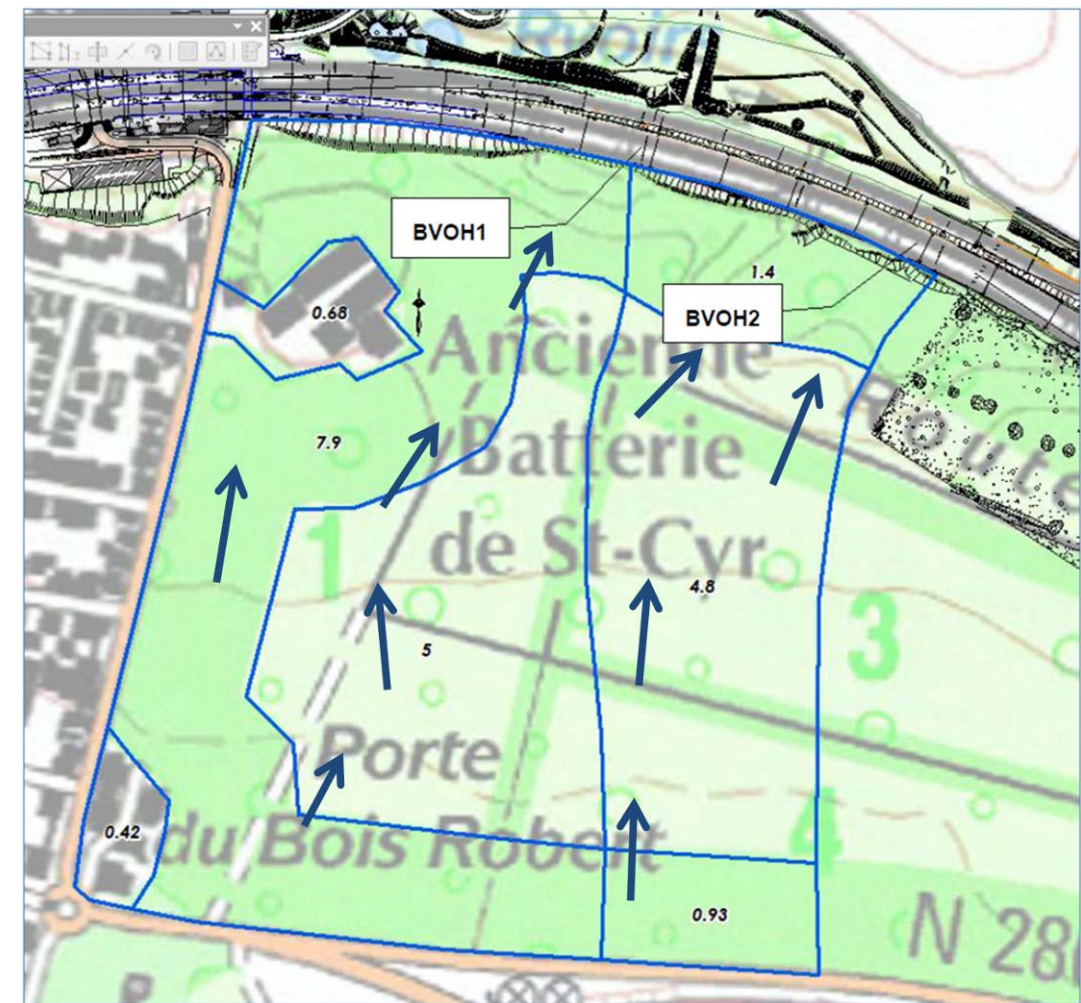 BVOH1
1.4
0.68
BVOH2
Ancienne
Batterie
7.9
1
de St-Cyr
4.8
3
5
Porte
4
0.42
du Bois Robert
0.93
N 28
Route